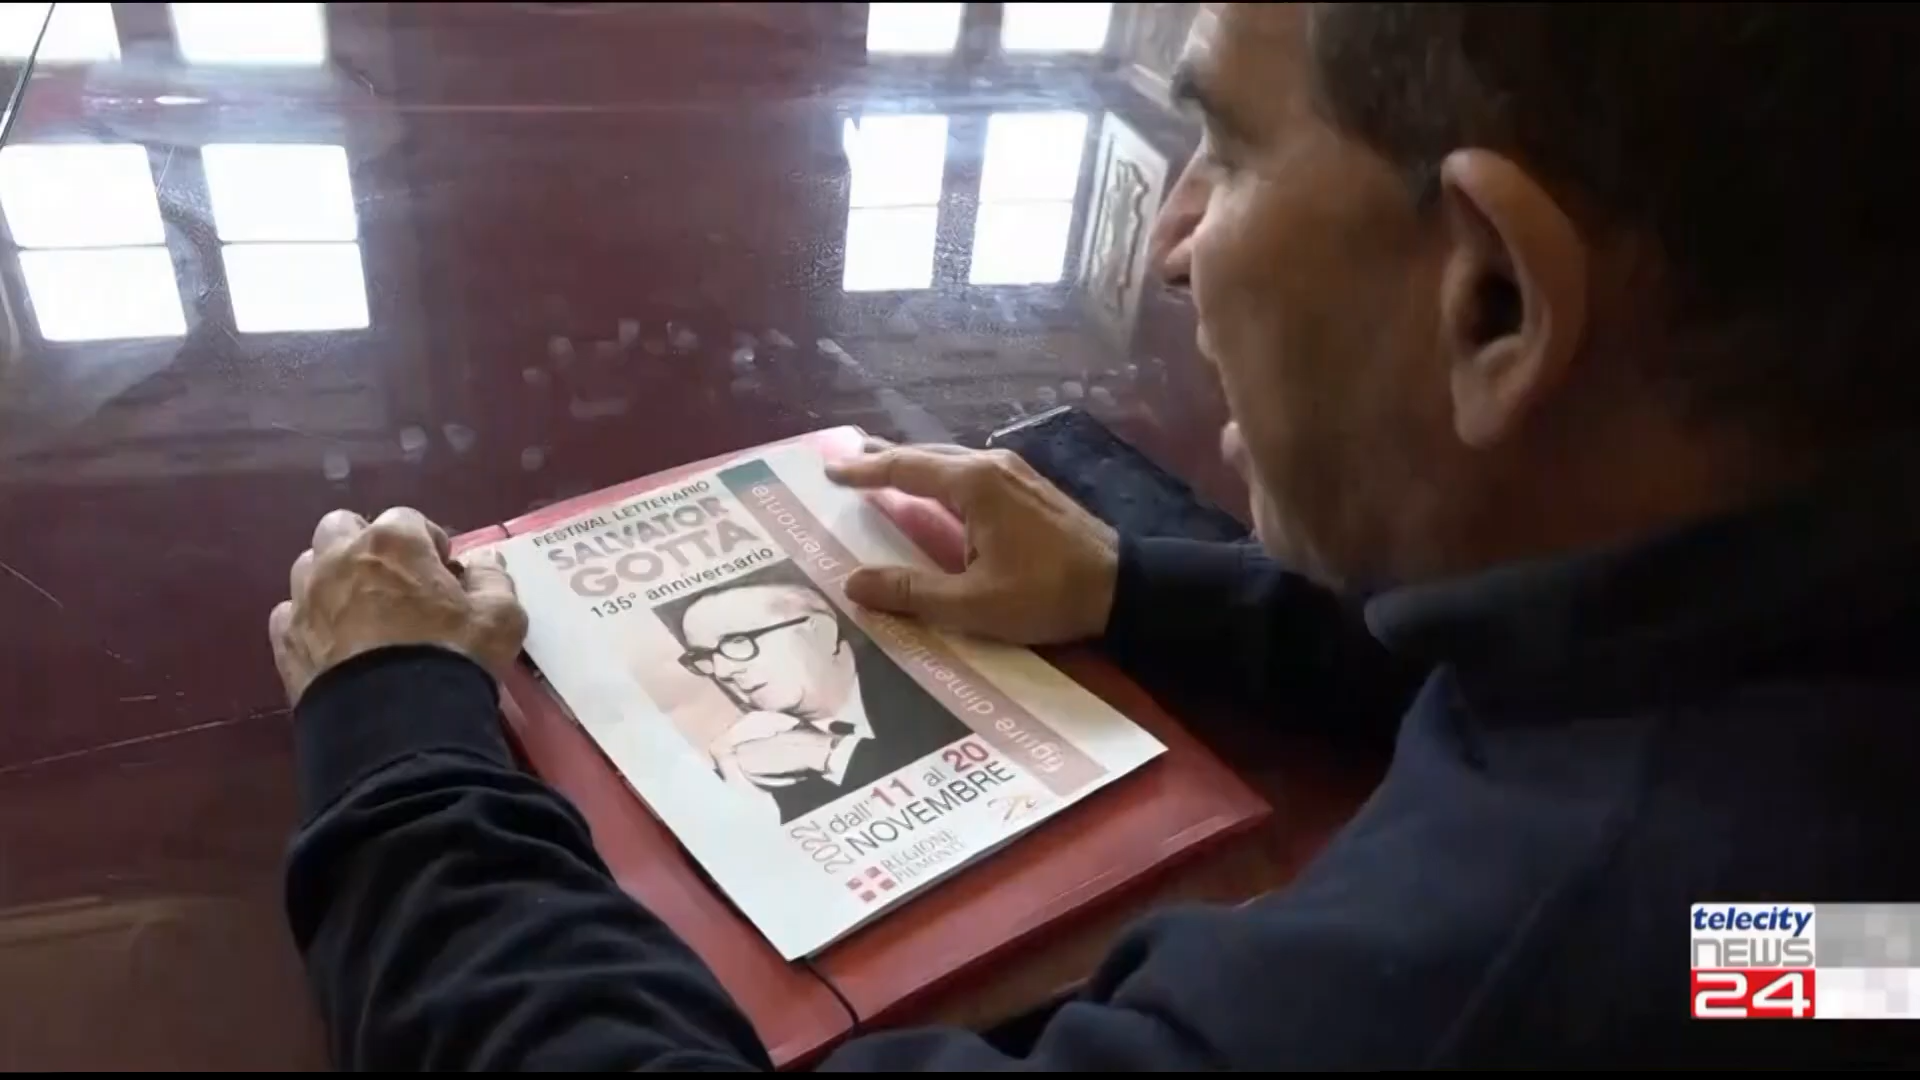 FESTIVAL LETTERARIO
SALVATOR
GOTTA
135° anniversario
figure dimenticate
piemonte
2022
dall'11 al 20
NOVEMBRE
REGIONE
PIEMONTE
telecity
NEWS
24